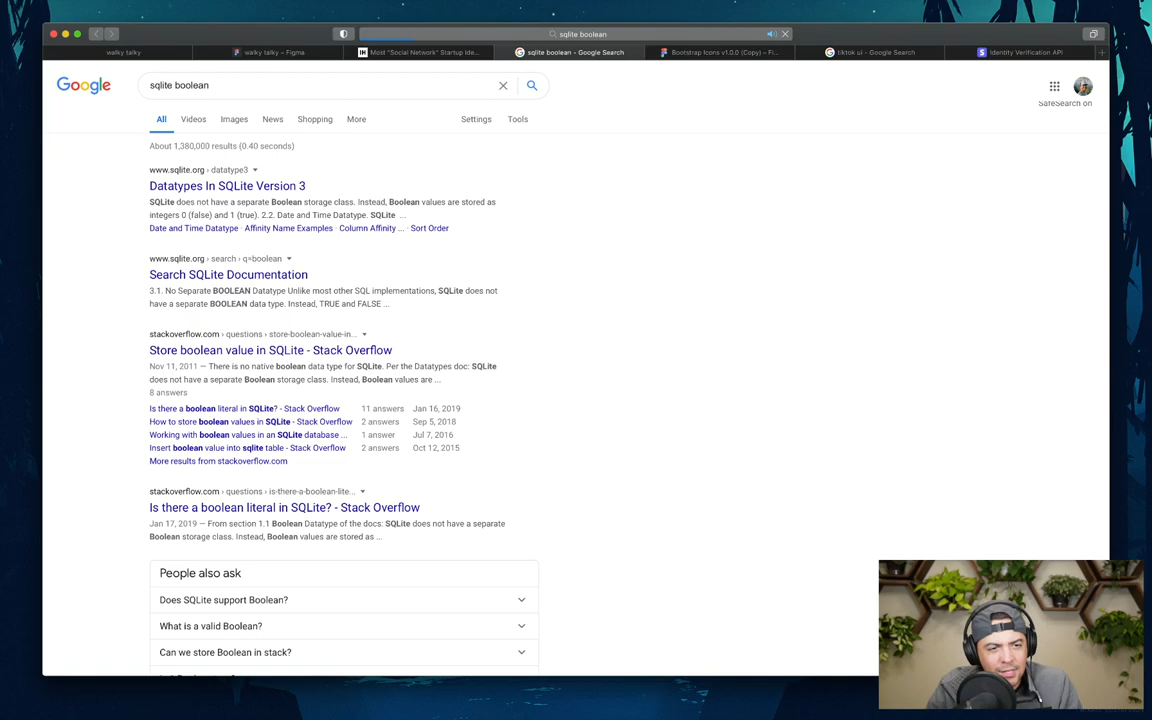 sqlite boolean
walky talky
walky talky – Figma
Most "Social Network" Startup Ide...
sqlite boolean - Google Search
Bootstrap Icons v1.0.0 (Copy) – Fi...
tiktok ui - Google Search
Identity Verification API
Google
sqlite boolean
SafeSearch on
All Videos Images News Shopping More Settings Tools
About 1,380,000 results (0.40 seconds)
www.sqlite.org › datatype3
Datatypes In SQLite Version 3
SQLite does not have a separate Boolean storage class. Instead, Boolean values are stored as
integers 0 (false) and 1 (true). 2.2. Date and Time Datatype. SQLite ...
Date and Time Datatype · Affinity Name Examples · Column Affinity ... · Sort Order
www.sqlite.org › search › q=boolean
Search SQLite Documentation
3.1. No Separate BOOLEAN Datatype Unlike most other SQL implementations, SQLite does not
have a separate BOOLEAN data type. Instead, TRUE and FALSE ...
stackoverflow.com › questions › store-boolean-value-in...
Store boolean value in SQLite - Stack Overflow
Nov 11, 2011 — There is no native boolean data type for SQLite. Per the Datatypes doc: SQLite
does not have a separate Boolean storage class. Instead, Boolean values are ...
8 answers
Is there a boolean literal in SQLite? - Stack Overflow 11 answers Jan 16, 2019
How to store boolean values in SQLite - Stack Overflow 2 answers Sep 5, 2018
Working with boolean values in an SQLite database ... 1 answer Jul 7, 2016
Insert boolean value into sqlite table - Stack Overflow 2 answers Oct 12, 2015
More results from stackoverflow.com
stackoverflow.com › questions › is-there-a-boolean-lite...
Is there a boolean literal in SQLite? - Stack Overflow
Jan 17, 2019 — From section 1.1 Boolean Datatype of the docs: SQLite does not have a separate
Boolean storage class. Instead, Boolean values are stored as ...
People also ask
Does SQLite support Boolean?
What is a valid Boolean?
Can we store Boolean in stack?